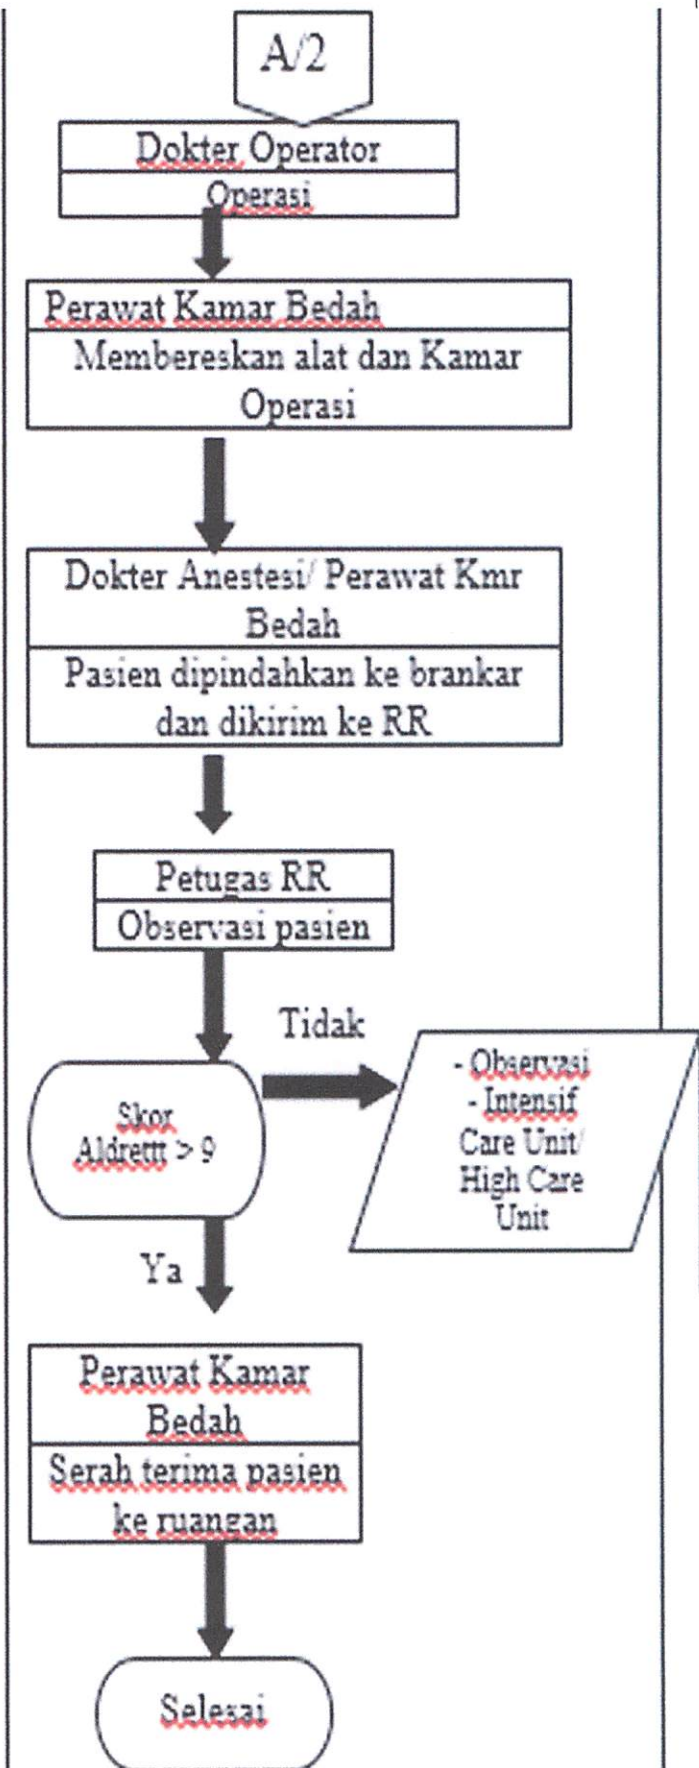 A/2
Dokter Operator
Operasi
Perawat Kamar Bedah
Membereskan alat dan Kamar
Operasi
Dokter Anestesi/ Perawat Kmr
Bedah
Pasien dipindahkan ke brankar
dan dikirim ke RR
Petugas RR
Observasi pasien
Tidak
Skor
Aldrettt > 9
- Observasi
- Intensif
Care Unit/
High Care
Unit
Ya
Perawat Kamar
Bedah
Serah terima pasien
ke ruangan
Selesai